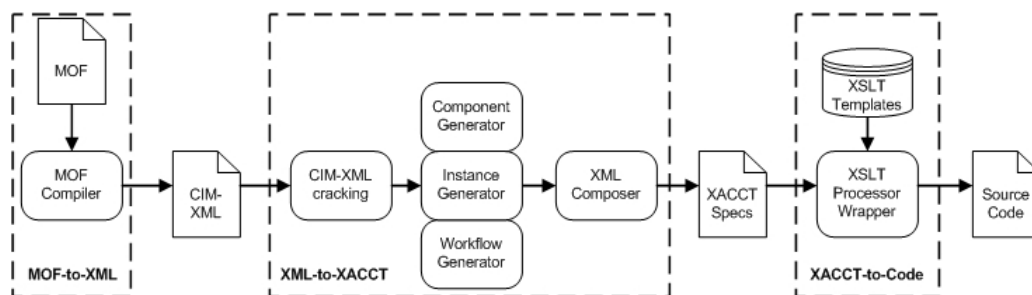 MOF
MOF
Compiler
MOF-to-XML
CIM-
XML
CIM-XML
cracking
Component
Generator
Instance
Generator
Workflow
Generator
XML
Composer
XML-to-XACCT
XACCT
Specs
XSLT
Templates
XSLT
Processor
Wrapper
XACCT-to-Code
Source
Code